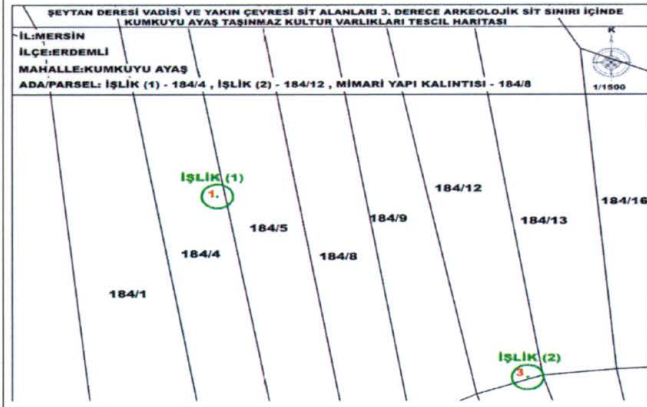 ŞEYTAN DERESİ VADİSİ VE YAKIN ÇEVRESİ SİT ALANLARI 3. DERECE ARKEOLOJİK SİT SINIRI İÇİNDE
KUMKUYU AYAŞ TAŞINMAZ KULTUR VARLIKLARI TESCIL HARITASI
İL:MERSİN
İLÇE:ERDEMLİ
MAHALLE:KUMKUYU AYAŞ
ADA/PARSEL: İŞLİK (1) - 184/4 , İŞLİK (2) - 184/12 , MİMARİ YAPI KALINTISI - 184/8
K
1/1500
İŞLİK (1)
1.
184/12
184/16
184/9
184/13
184/5
184/4
184/8
184/1
İŞLİK (2)
3.